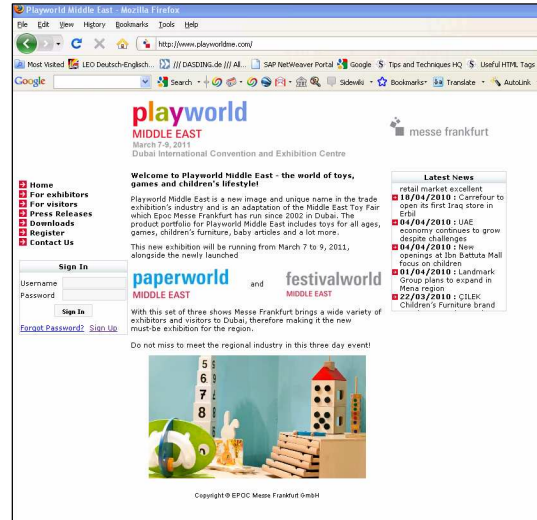 Playworld Middle East - Mozilla Firefox
File Edit View History Bookmarks Tools Help
http://www.playworldme.com/
Most Visited LEO Deutsch-Englisch... /// DASDING.de /// All... SAP NetWeaver Portal Google Tips and Techniques HQ Useful HTML Tags
Google Search Sidewiki Bookmarks Translate AutoLink
playworld
MIDDLE EAST
March 7-9, 2011
Dubai International Convention and Exhibition Centre
messe frankfurt
Home
For exhibitors
For visitors
Press Releases
Downloads
Register
Contact Us
Sign In
Username
Password
Sign In
Forgot Password? Sign Up
Welcome to Playworld Middle East - the world of toys,
games and children's lifestyle!
Playworld Middle East is a new image and unique name in the trade
exhibition's industry and is an adaptation of the Middle East Toy Fair
which Epoc Messe Frankfurt has run since 2002 in Dubai. The
product portfolio for Playworld Middle East includes toys for all ages,
games, children's furniture, baby articles and a lot more.
This new exhibition will be running from March 7 to 9, 2011,
alongside the newly launched
paperworld
MIDDLE EAST
and
festivalworld
MIDDLE EAST
With this set of three shows Messe Frankfurt brings a wide variety of
exhibitors and visitors to Dubai, therefore making it the new
must-be exhibition for the region.
Do not miss to meet the regional industry in this three day event!
5
6
7
8
9
Copyright © EPOC Messe Frankfurt GmbH
Latest News
retail market excellent
18/04/2010 : Carrefour to
open its first Iraq store in
Erbil
04/04/2010 : UAE
economy continues to grow
despite challenges
04/04/2010 : New
openings at Ibn Battuta Mall
focus on children
01/04/2010 : Landmark
Group plans to expand in
Mena region
22/03/2010 : ÇILEK
Children's Furniture brand